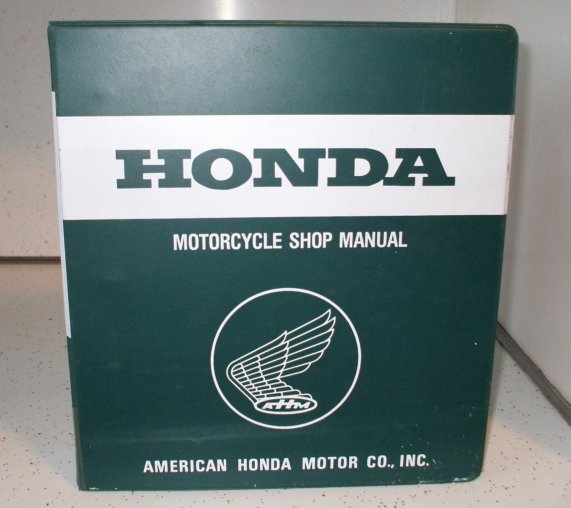 HONDA
MOTORCYCLE SHOP MANUAL
AHM
AMERICAN HONDA MOTOR CO., INC.